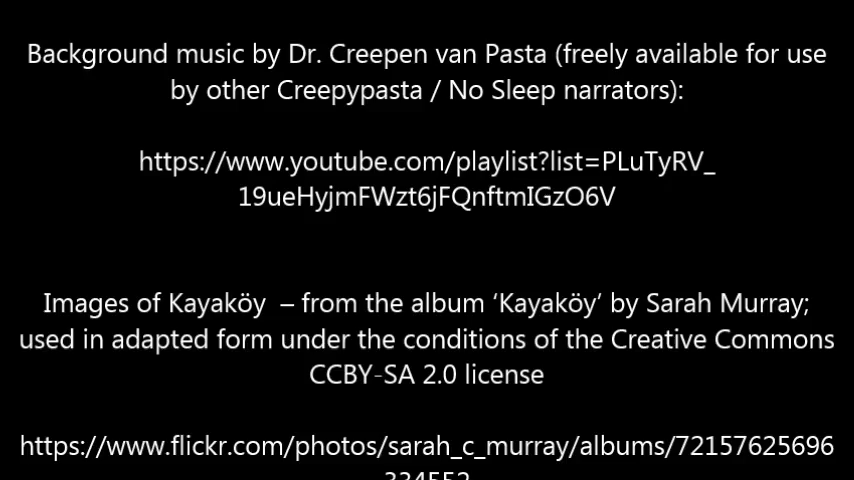 Background music by Dr. Creepen van Pasta (freely available for use
by other Creepypasta / No Sleep narrators):
https://www.youtube.com/playlist?list=PLuTyRV_
19ueHyjmFWzt6jFQnftmIGzO6V
Images of Kayaköy – from the album ‘Kayaköy’ by Sarah Murray;
used in adapted form under the conditions of the Creative Commons
CCBY-SA 2.0 license
https://www.flickr.com/photos/sarah_c_murray/albums/72157625696
334552